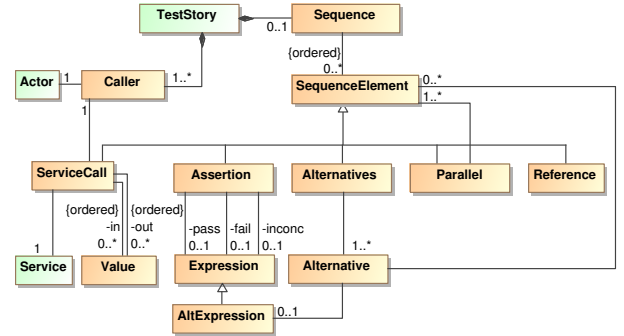 TestStory
Sequence
0..1
{ordered}
0..*
Actor
1
Caller
1..*
SequenceElement
0..*
1..*
1
ServiceCall
Assertion
Alternatives
Parallel
Reference
{ordered}
{ordered}
-in
-out
0..*
0..*
-pass
-fail
-inconc
0..1
0..1
0..1
1..*
1
Service
Value
Expression
Alternative
AltExpression
0..1